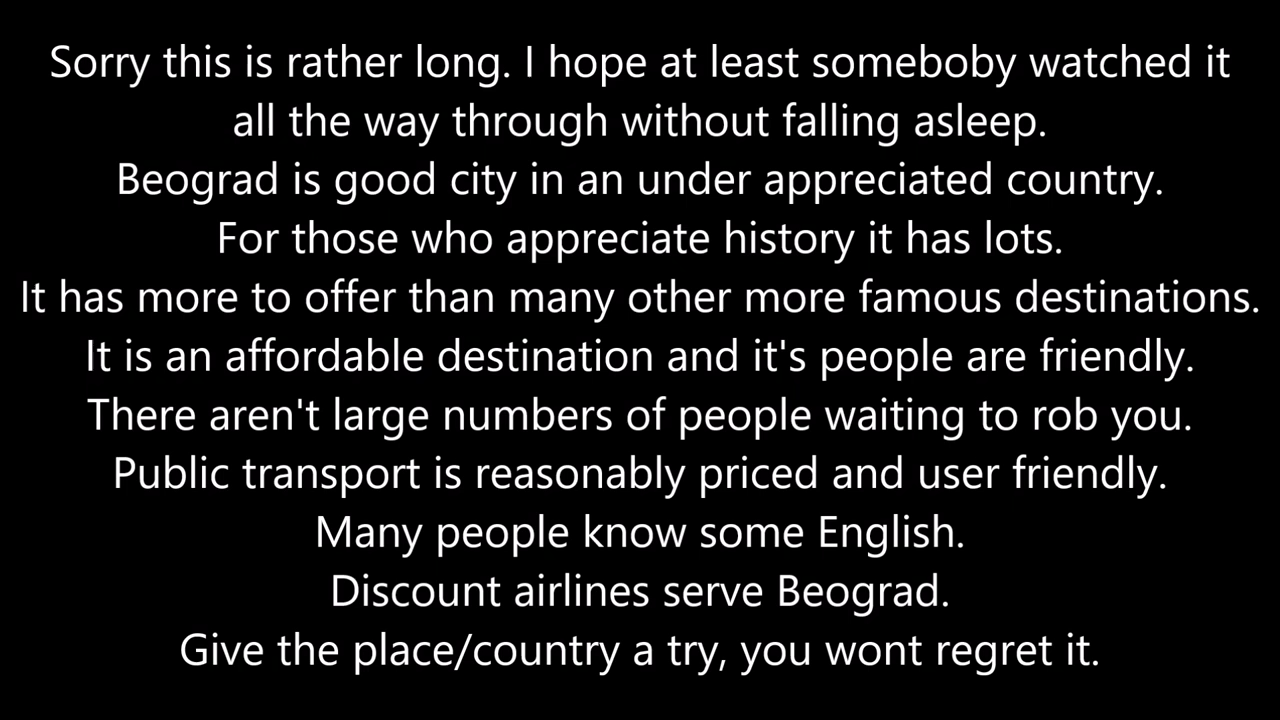 Sorry this is rather long. I hope at least someboby watched it
all the way through without falling asleep.
Beograd is good city in an under appreciated country.
For those who appreciate history it has lots.
It has more to offer than many other more famous destinations.
It is an affordable destination and it's people are friendly.
There aren't large numbers of people waiting to rob you.
Public transport is reasonably priced and user friendly.
Many people know some English.
Discount airlines serve Beograd.
Give the place/country a try, you wont regret it.